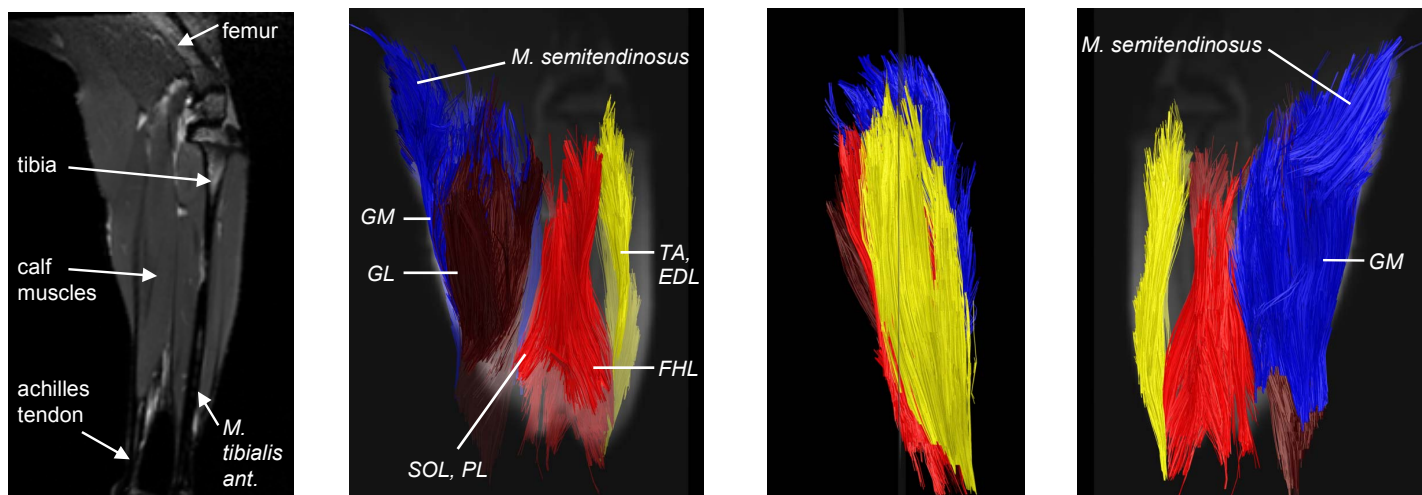 femur
tibia
calf
muscles
achilles
tendon
M.
tibialis
ant.
M. semitendinosus
GM
GL
TA,
EDL
FHL
SOL, PL
M. semitendinosus
GM